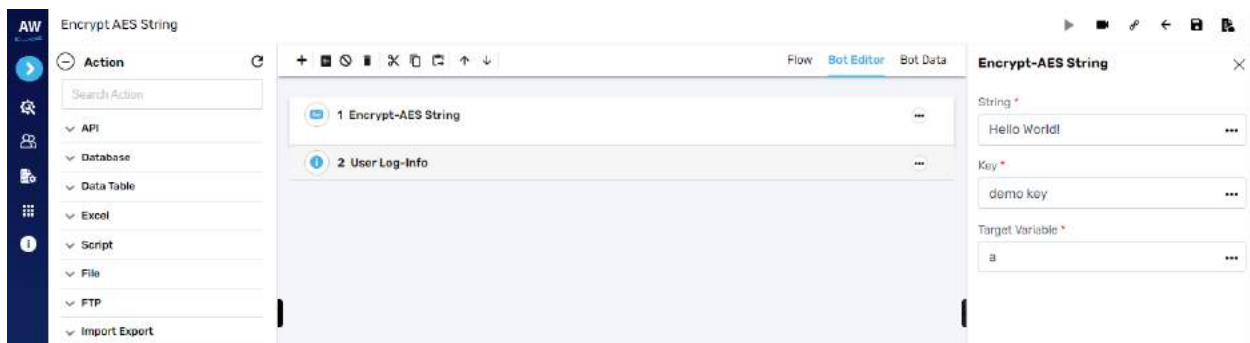 AW
Encrypt AES String
Action
Search Action
API
Database
Data Table
Excel
Script
File
FTP
Import Export
Flow Bot Editor Bot Data
1 Encrypt-AES String
2 User Log-Info
Encrypt-AES String
String *
Hello World!
Key *
demo key
Target Variable *
a